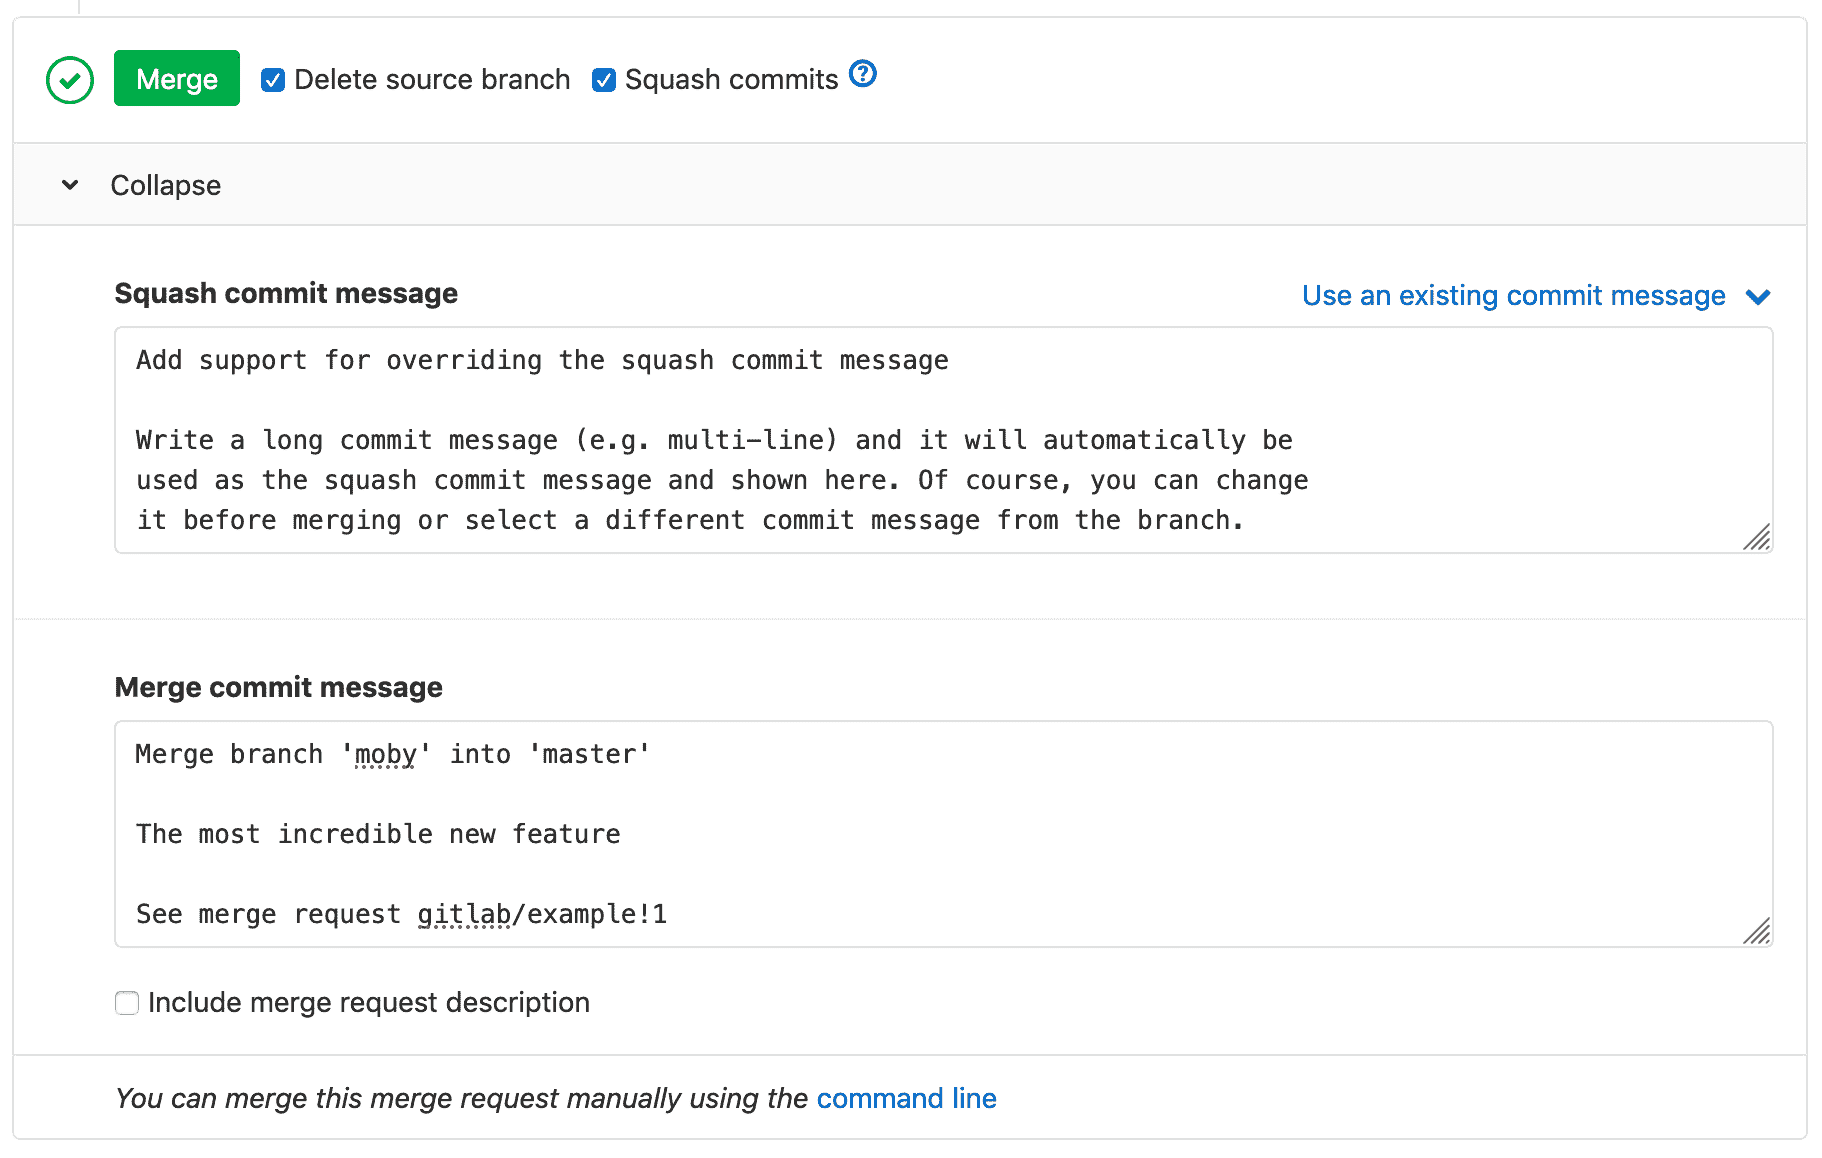 Merge Delete source branch Squash commits
Collapse
Squash commit message Use an existing commit message
Add support for overriding the squash commit message
Write a long commit message (e.g. multi-line) and it will automatically be
used as the squash commit message and shown here. Of course, you can change
it before merging or select a different commit message from the branch.
Merge commit message
Merge branch 'moby' into 'master'
The most incredible new feature
See merge request gitlab/example!1
Include merge request description
You can merge this merge request manually using the command line